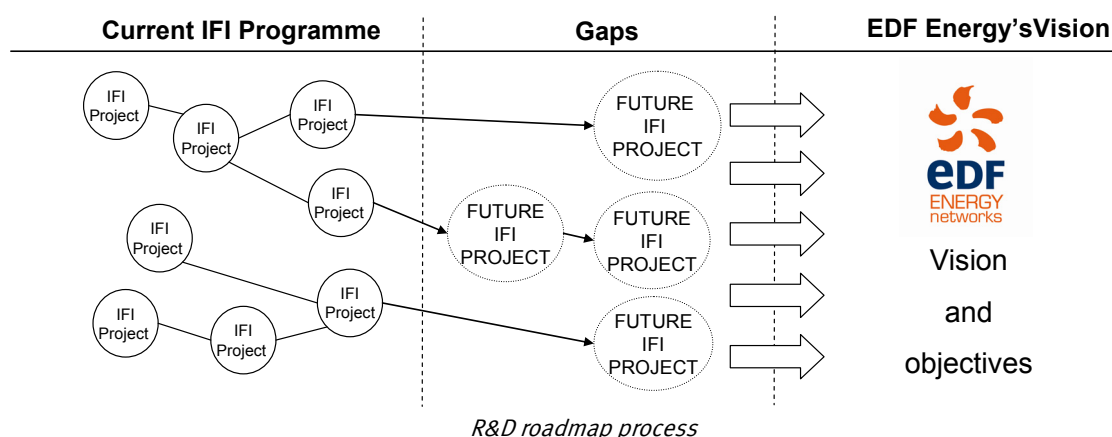 Current IFI Programme
Gaps
EDF Energy'sVision
IFI
Project
IFI
Project
IFI
Project
IFI
Project
IFI
Project
IFI
Project
IFI
Project
IFI
Project
FUTURE
IFI
PROJECT
FUTURE
IFI
PROJECT
FUTURE
IFI
PROJECT
FUTURE
IFI
PROJECT
eDF
ENERGY
networks
Vision
and
objectives
R&D roadmap process